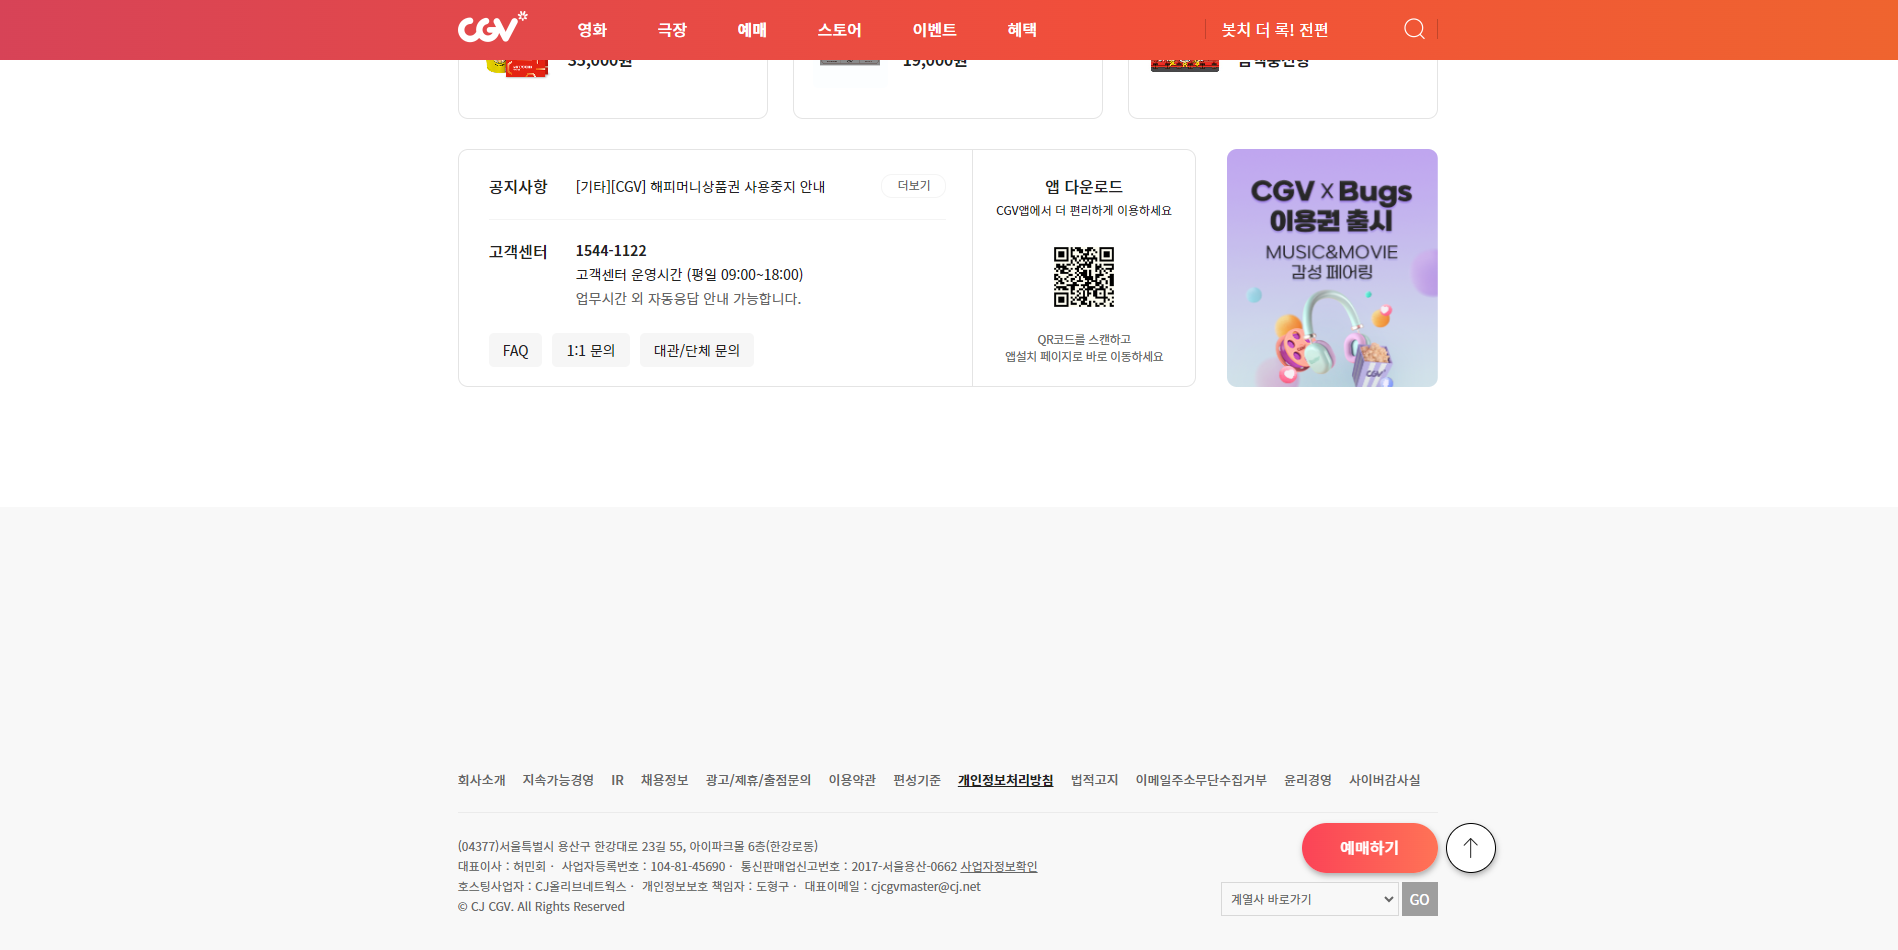 CGV
영화 극장 예매 스토어 이벤트 혜택 봇치 더 록! 전편
35,000원 19,000원 금액충전형
공지사항 [기타][CGV] 해피머니상품권 사용중지 안내 더보기
고객센터 1544-1122
고객센터 운영시간 (평일 09:00~18:00)
업무시간 외 자동응답 안내 가능합니다.
FAQ 1:1 문의 대관/단체 문의
앱 다운로드
CGV앱에서 더 편리하게 이용하세요
QR코드를 스캔하고
앱설치 페이지로 바로 이동하세요
CGV X Bugs
이용권 출시
MUSIC&MOVIE
감성 페어링
CGV
회사소개 지속가능경영 IR 채용정보 광고/제휴/출점문의 이용약관 편성기준 개인정보처리방침 법적고지 이메일주소무단수집거부 윤리경영 사이버감사실
(04377)서울특별시 용산구 한강대로 23길 55, 아이파크몰 6층(한강로동)
대표이사 : 허민회 · 사업자등록번호 : 104-81-45690 · 통신판매업신고번호 : 2017-서울용산-0662 사업자정보확인
호스팅사업자 : CJ올리브네트웍스 · 개인정보보호 책임자 : 도형구 · 대표이메일 : cjcgvmaster@cj.net
© CJ CGV. All Rights Reserved
예매하기
계열사 바로가기 GO